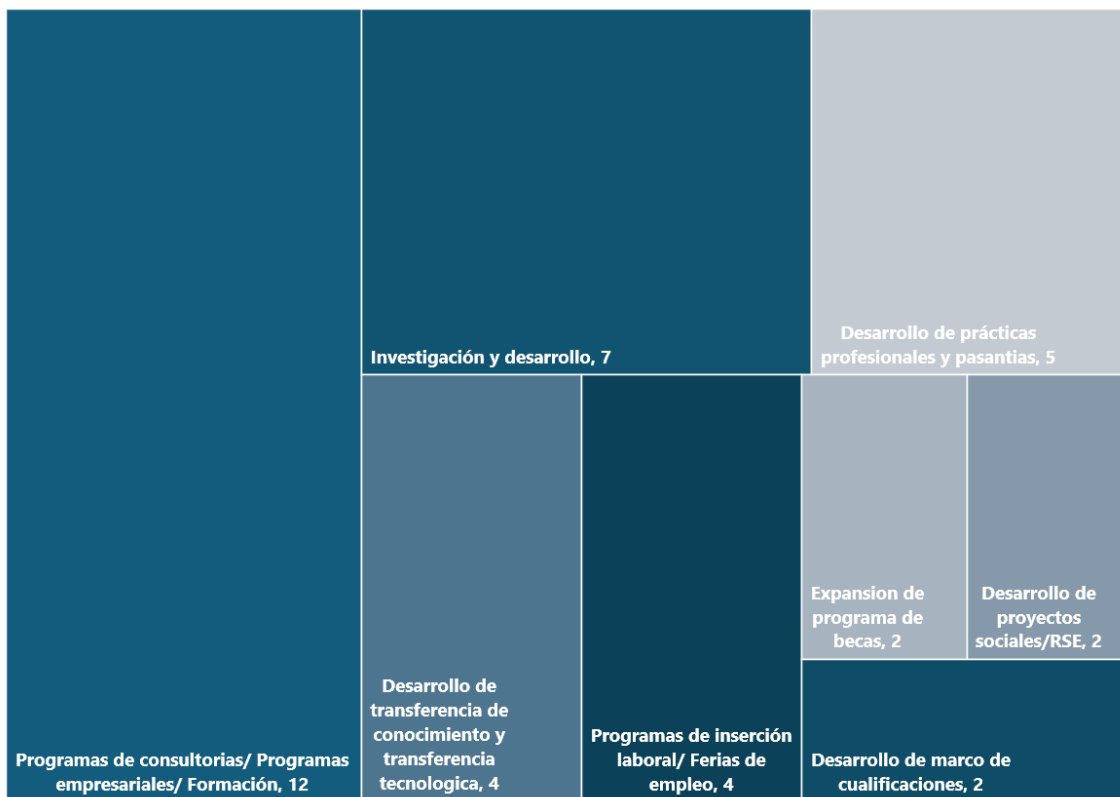 Programas de consultorias/ Programas
empresariales/ Formación, 12
Investigación y desarrollo, 7
Desarrollo de prácticas
profesionales y pasantias, 5
Desarrollo de
transferencia de
conocimiento y
transferencia
tecnologica, 4
Programas de inserción
laboral/ Ferias de
empleo, 4
Expansion de
programa de
becas, 2
Desarrollo de
proyectos
sociales/RSE, 2
Desarrollo de marco de
cualificaciones, 2